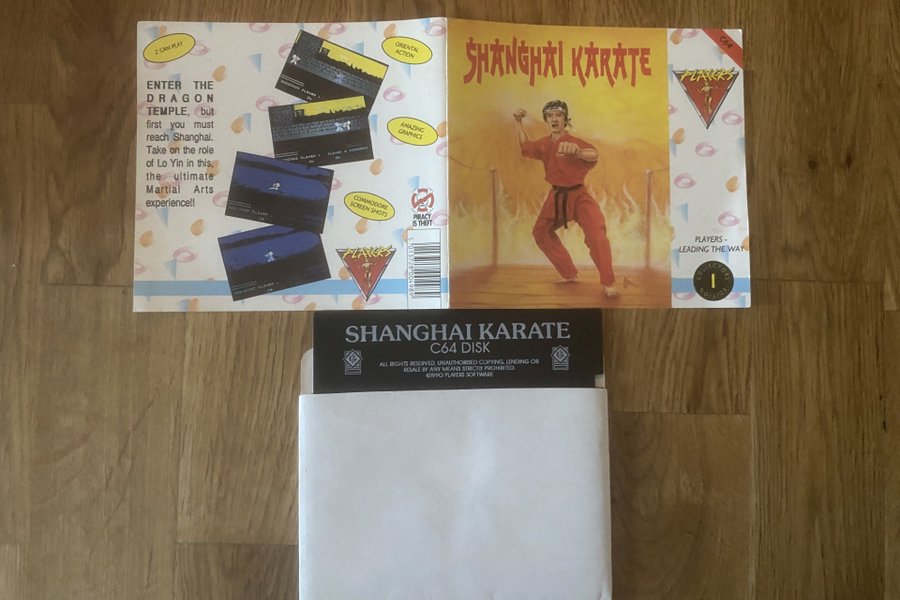 2 CAN PLAY
ORIENTAL
ACTION
ENTER THE
DRAGON
TEMPLE, but
first you must
reach Shanghai.
Take on the role
of Lo Yin in this,
the ultimate
Martial Arts
experience!!
AMAZING
GRAPHICS
COMMODORE
SCREEN SHOTS
PIRACY
IS THEFT
PLAYERS
SHANGHAI KARATE
C64
PLAYERS
PLAYERS -
LEADING THE WAY
COLLECTORS
1
EDITION
SHANGHAI KARATE
C64 DISK
ALL RIGHTS RESERVED, UNAUTHORISED COPYING, LENDING OR
RESALE BY ANY MEANS STRICTLY PROHIBITED.
©1990 PLAYERS SOFTWARE